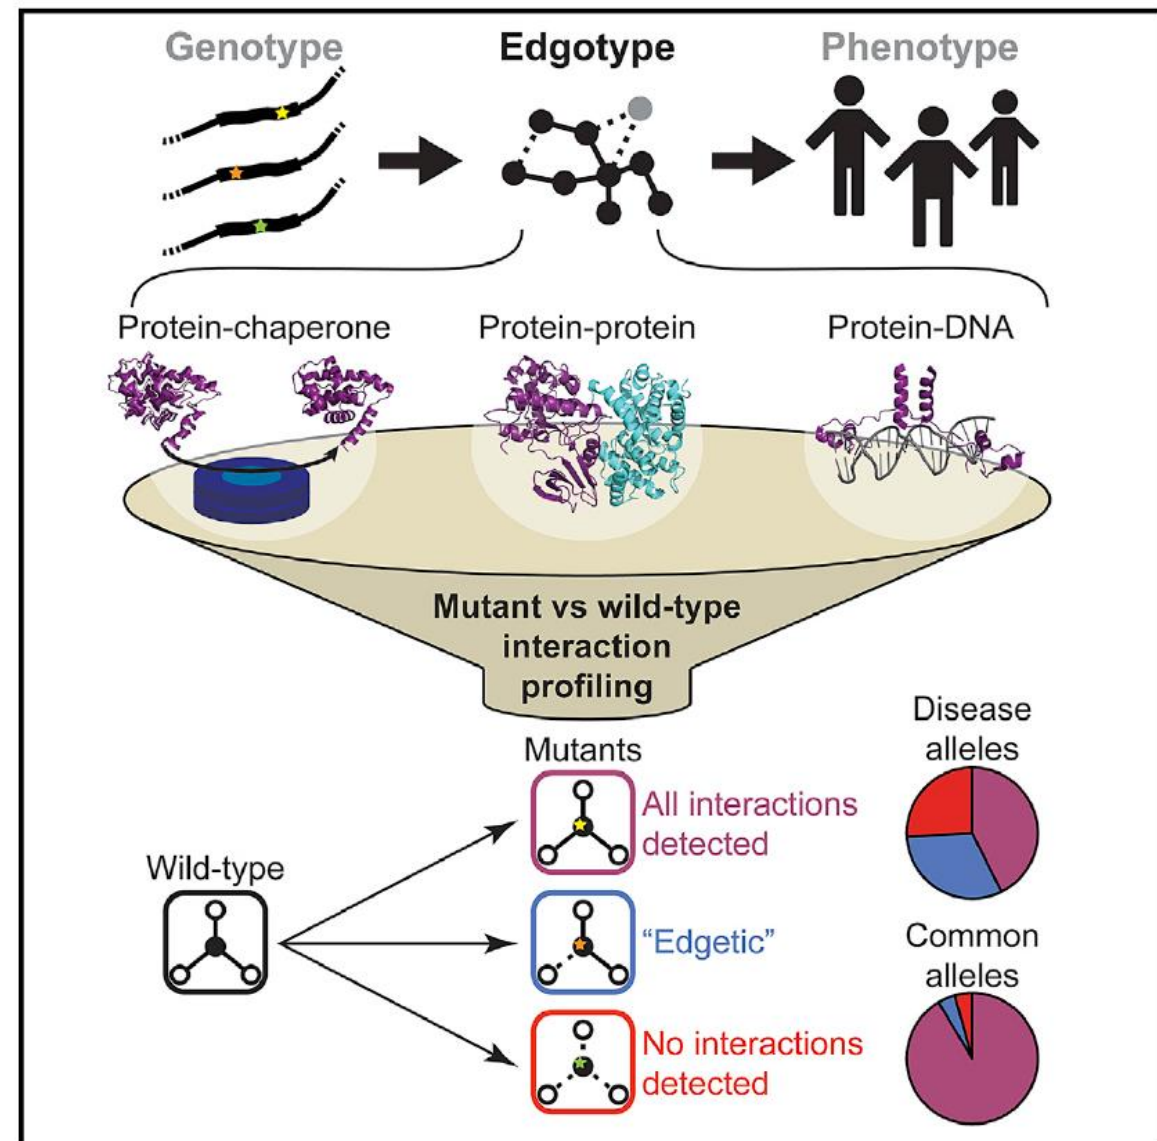 Genotype
Edgotype
Phenotype
Protein-chaperone
Protein-protein
Protein-DNA
Mutant vs wild-type
interaction
profiling
Wild-type
Mutants
All interactions
detected
“Edgetic”
No interactions
detected
Disease
alleles
Common
alleles